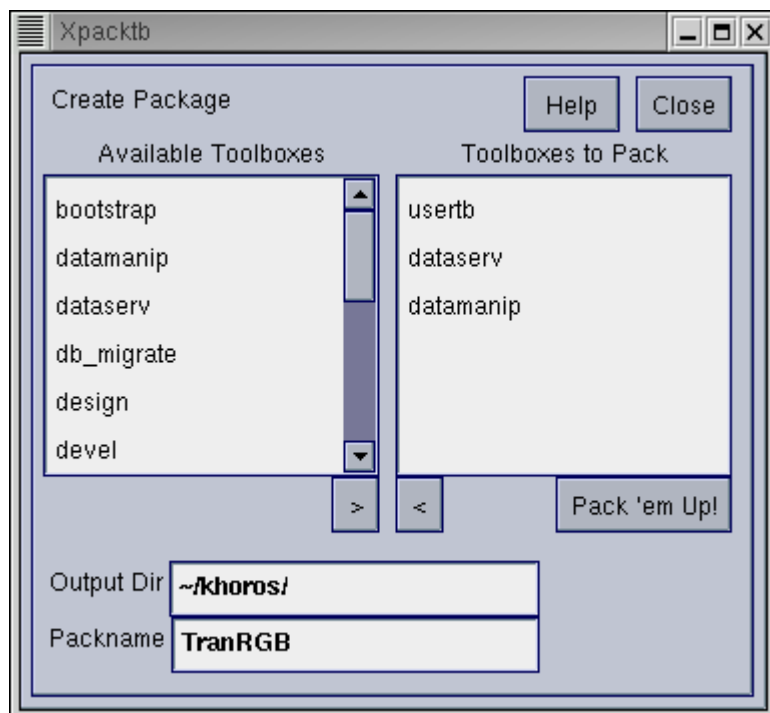 Xpacktb
Create Package
Help
Close
Available Toolboxes
Toolboxes to Pack
bootstrap
datamanip
dataserv
db_migrate
design
devel
usertb
dataserv
datamanip
>
<
Pack 'em Up!
Output Dir ~/khoros/
Packname TranRGB